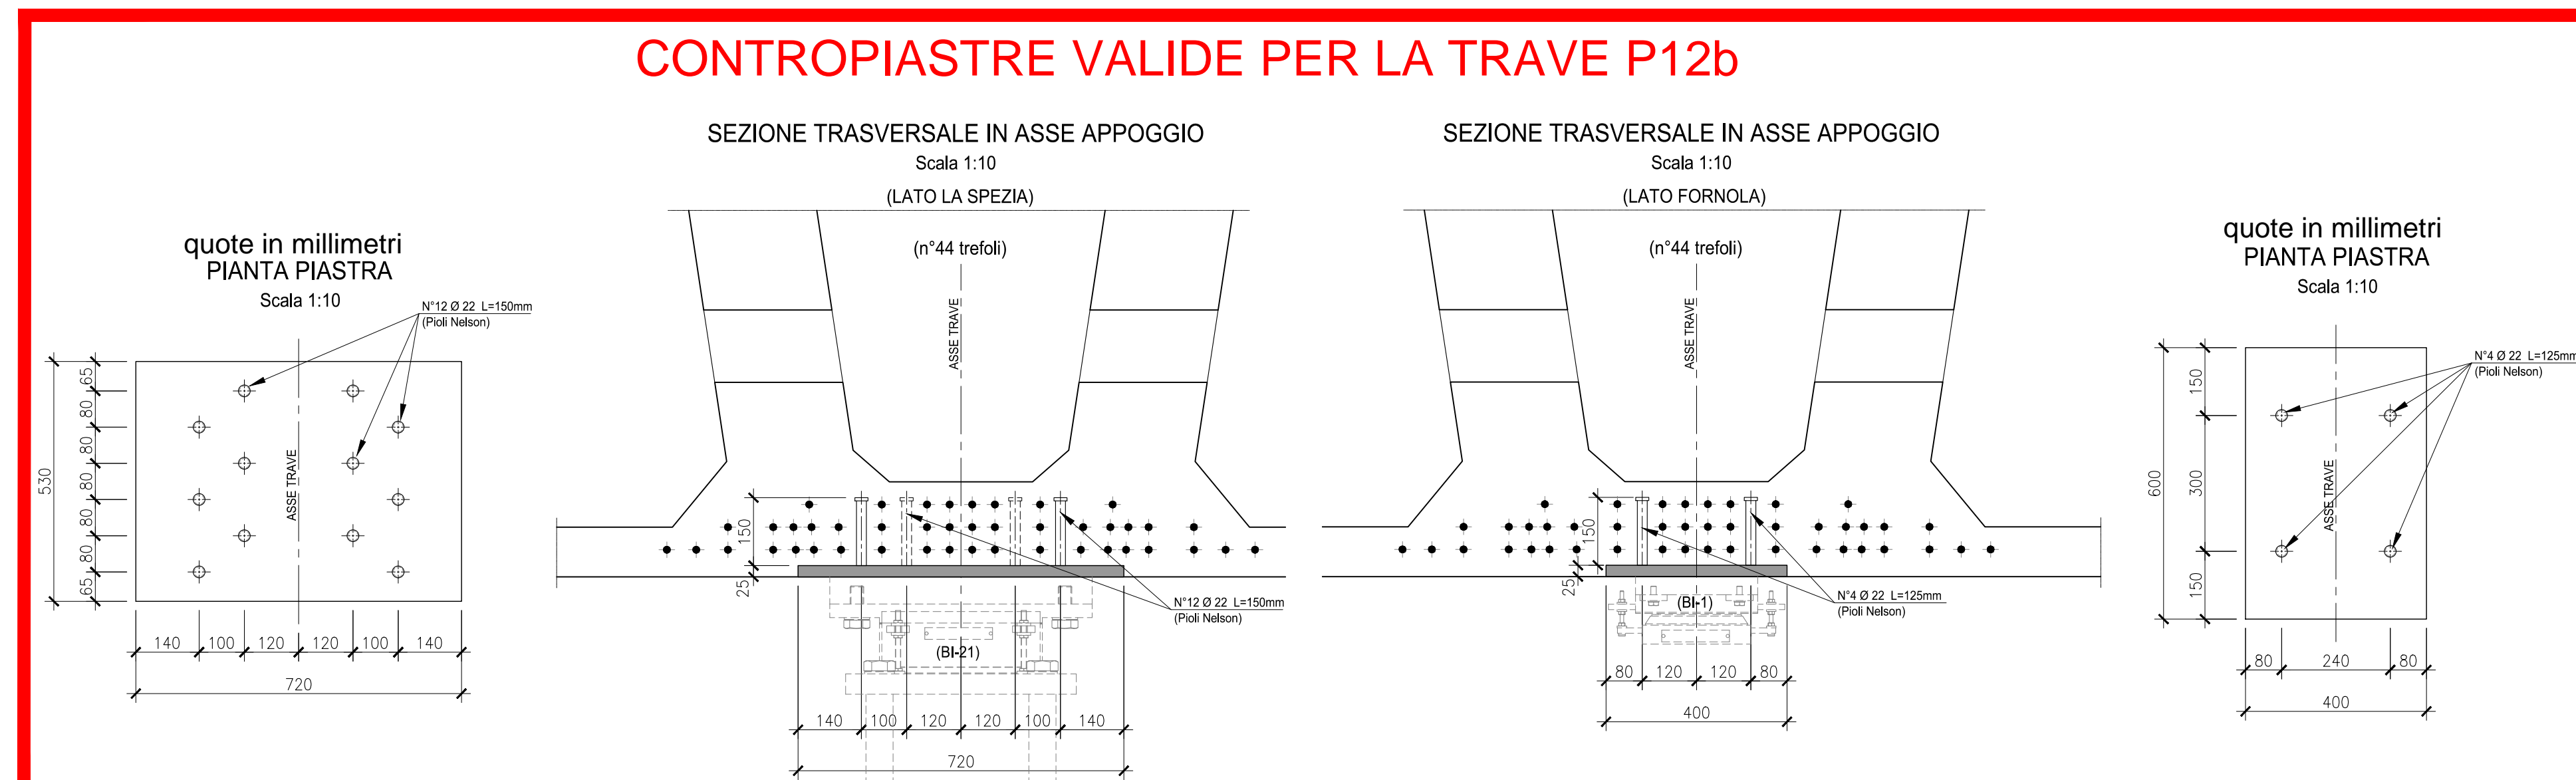 CONTROPIASTRE VALIDE PER LA TRAVE P12b
quote in millimetri
PIANTA PIASTRA
Scala 1:10
N°12 Ø 22 L=150mm
(Pioli Nelson)
65
80
80
80
80
80
65
530
ASSE TRAVE
140
100
120
120
100
140
720
SEZIONE TRASVERSALE IN ASSE APPOGGIO
Scala 1:10
(LATO LA SPEZIA)
(n°44 trefoli)
ASSE TRAVE
150
25
N°12 Ø 22 L=150mm
(Pioli Nelson)
(BI-21)
140
100
120
120
100
140
720
SEZIONE TRASVERSALE IN ASSE APPOGGIO
Scala 1:10
(LATO FORNOLA)
(n°44 trefoli)
ASSE TRAVE
150
25
(BI-1)
N°4 Ø 22 L=125mm
(Pioli Nelson)
80
120
120
80
400
quote in millimetri
PIANTA PIASTRA
Scala 1:10
N°4 Ø 22 L=125mm
(Pioli Nelson)
150
300
150
600
ASSE TRAVE
80
240
80
400